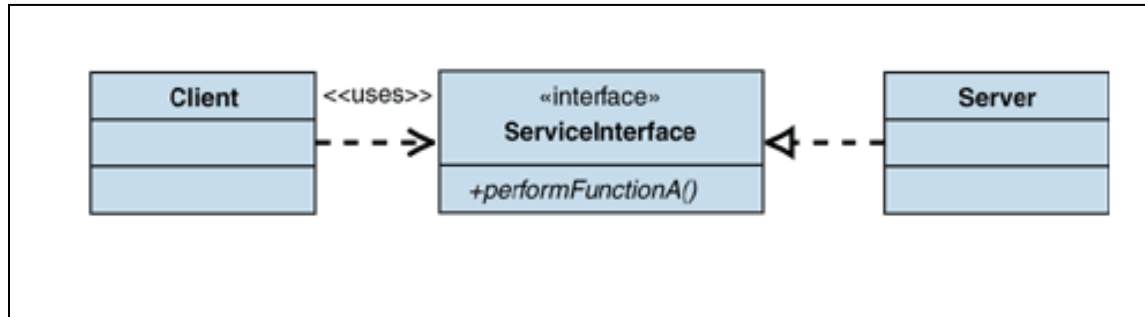 Client
<<uses>>
«interface»
ServiceInterface
+performFunctionA()
Server